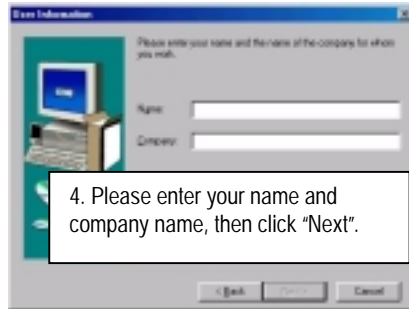 User Information
Please enter your name and the name of the company for whom
you work.
Name:
Company:
4. Please enter your name and
company name, then click “Next”.
< Back
Cancel